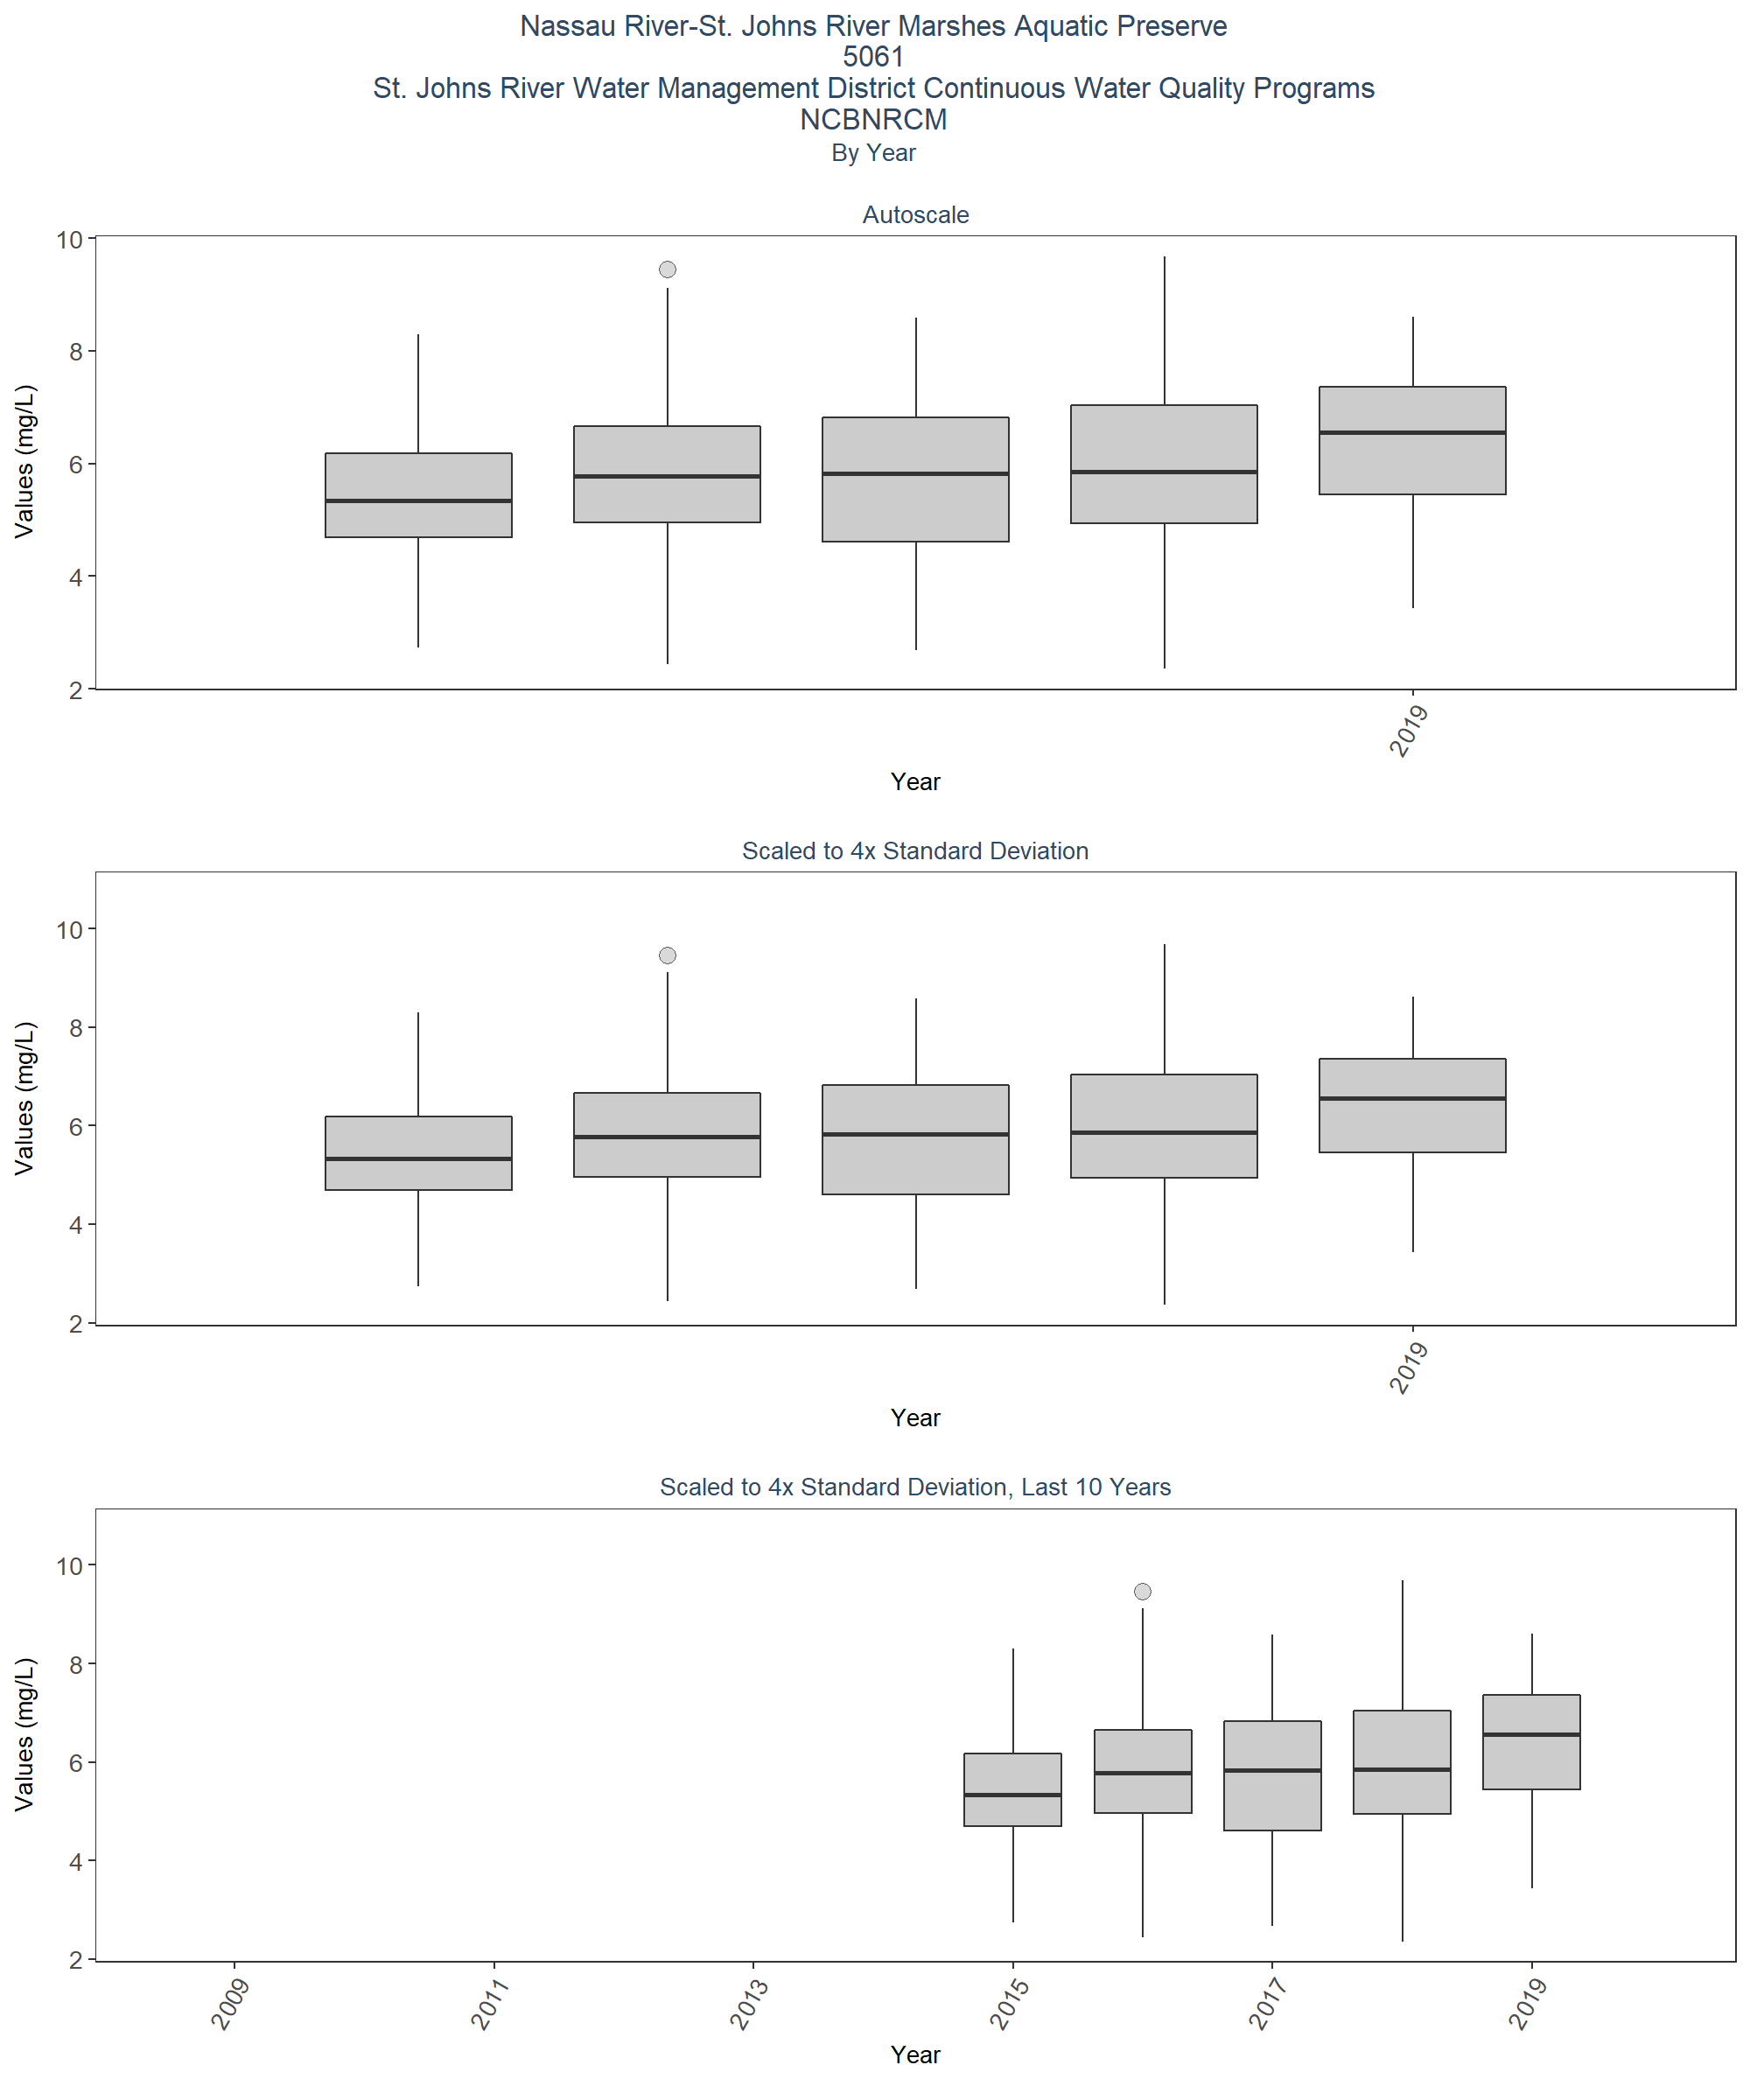 Nassau River-St. Johns River Marshes Aquatic Preserve
5061
St. Johns River Water Management District Continuous Water Quality Programs
NCBNRCM
By Year
Autoscale
Values (mg/L)
10
8
6
4
2
2019
Year
Scaled to 4x Standard Deviation
Values (mg/L)
10
8
6
4
2
2019
Year
Scaled to 4x Standard Deviation, Last 10 Years
Values (mg/L)
10
8
6
4
2
2009 2011 2013 2015 2017 2019
Year